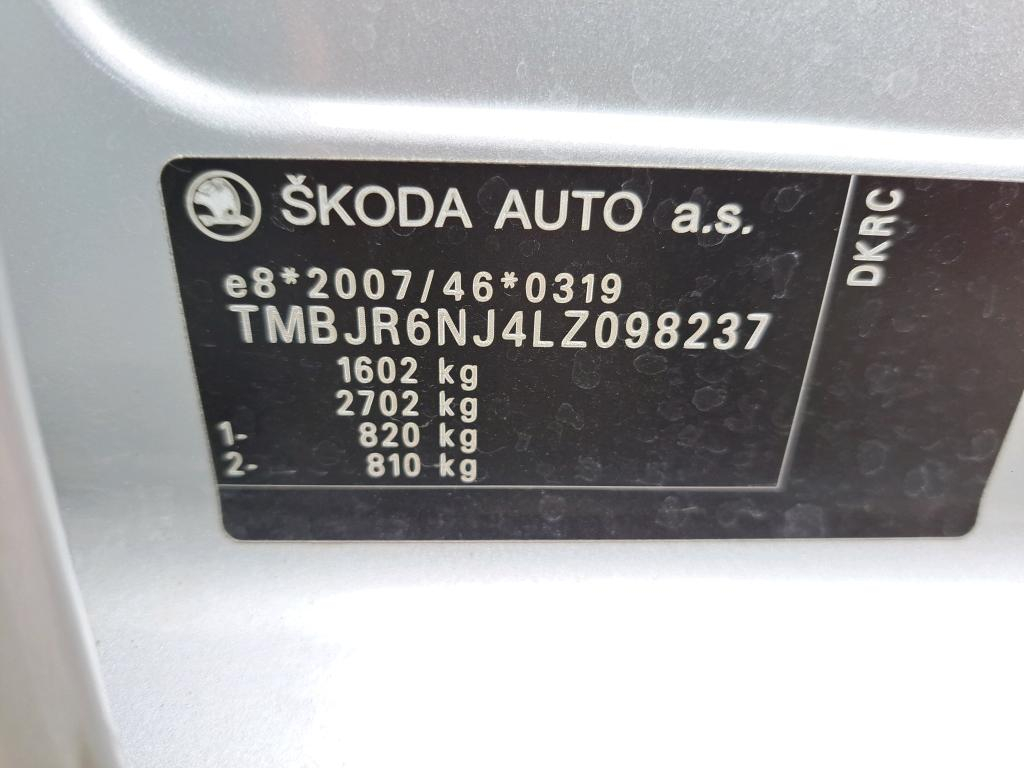 ŠKODA AUTO a.s.
e8*2007/46*0319
TMBJR6NJ4LZ098237
1602 kg
2702 kg
1- 820 kg
2- 810 kg
DKRC